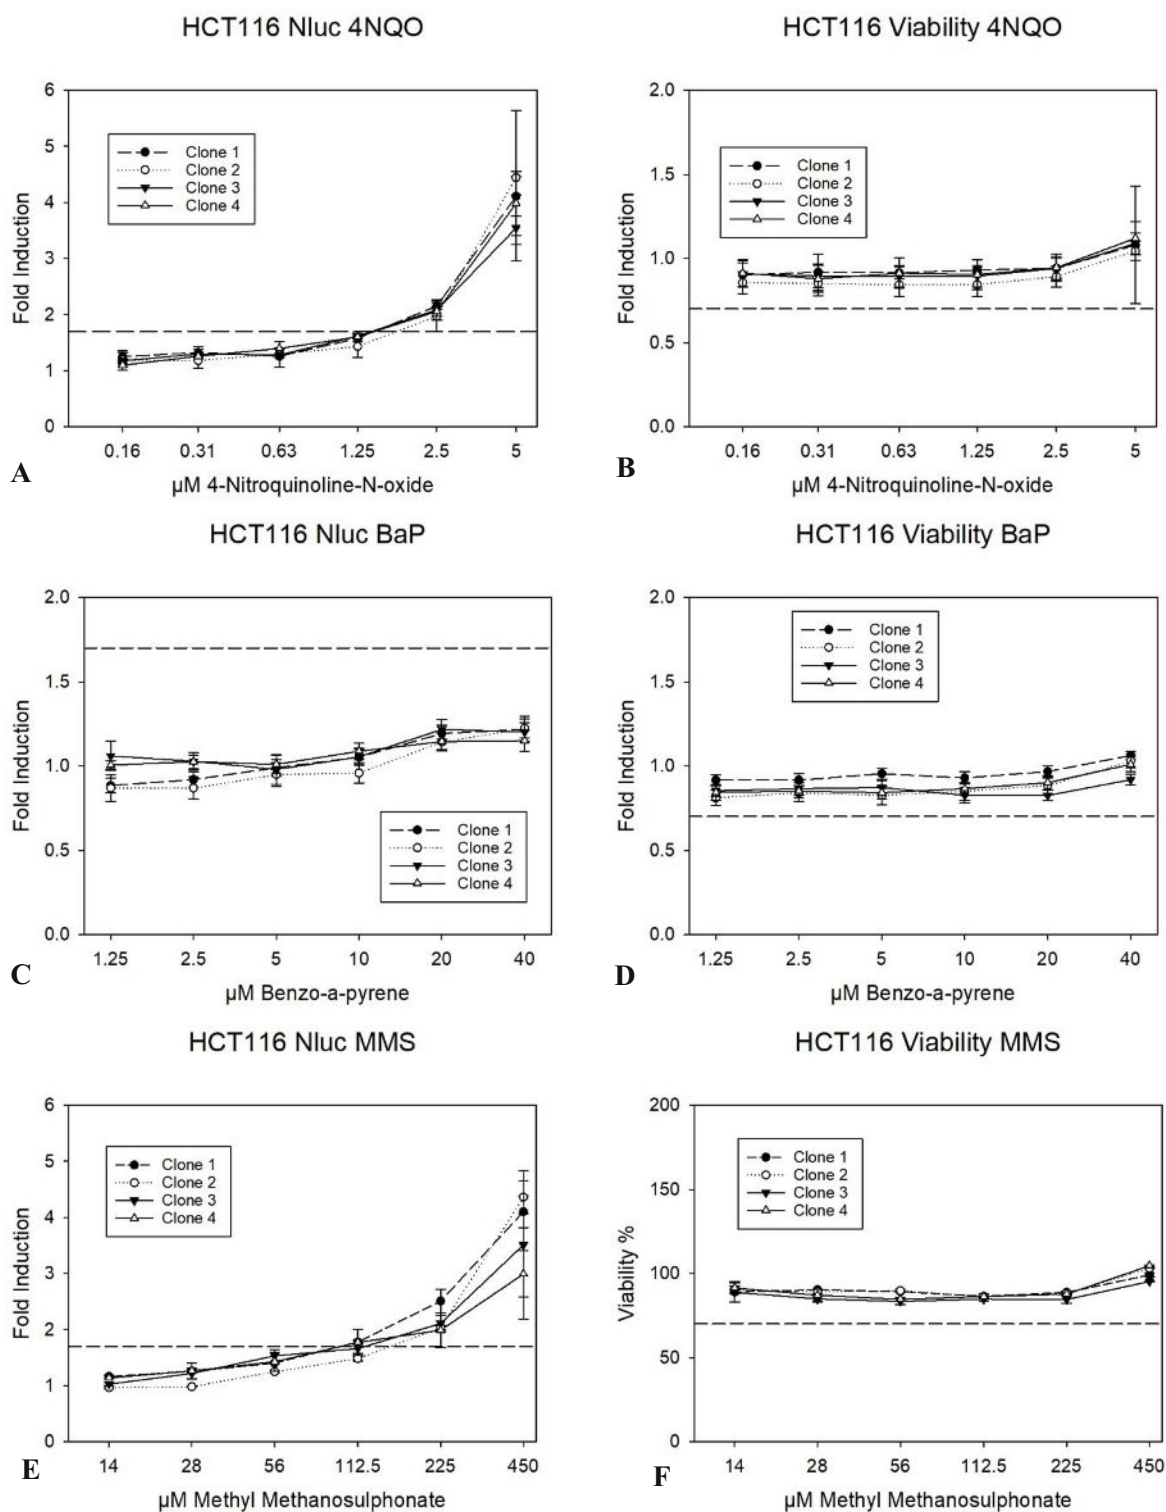 HCT116 Nluc 4NQO
Fold Induction
6
5
4
3
2
1
0
Clone 1
Clone 2
Clone 3
Clone 4
0.16 0.31 0.63 1.25 2.5 5
µM 4-Nitroquinoline-N-oxide
A
HCT116 Viability 4NQO
Fold Induction
2.0
1.5
1.0
0.5
0.0
Clone 1
Clone 2
Clone 3
Clone 4
0.16 0.31 0.63 1.25 2.5 5
µM 4-Nitroquinoline-N-oxide
B
HCT116 Nluc BaP
Fold Induction
2.0
1.5
1.0
0.5
0.0
Clone 1
Clone 2
Clone 3
Clone 4
1.25 2.5 5 10 20 40
µM Benzo-a-pyrene
C
HCT116 Viability BaP
Fold Induction
2.0
1.5
1.0
0.5
0.0
Clone 1
Clone 2
Clone 3
Clone 4
1.25 2.5 5 10 20 40
µM Benzo-a-pyrene
D
HCT116 Nluc MMS
Fold Induction
6
5
4
3
2
1
0
Clone 1
Clone 2
Clone 3
Clone 4
14 28 56 112.5 225 450
µM Methyl Methanosulphonate
E
HCT116 Viability MMS
Viability %
200
150
100
50
0
Clone 1
Clone 2
Clone 3
Clone 4
14 28 56 112.5 225 450
µM Methyl Methanosulphonate
F